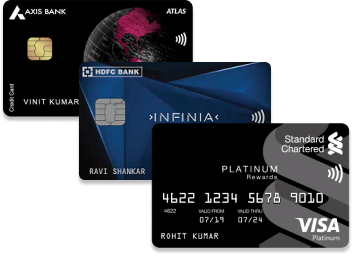 AXIS BANK
ATLAS
Credit Card
VINIT KUMAR
HDFC BANK
INFINIA
RAVI SHANKAR
Standard
Chartered
PLATINUM
Rewards
4622 1234 5678 9010
4622
VALID FROM
VALID THRU
07/19
07/24
ROHIT KUMAR
VISA
Platinum